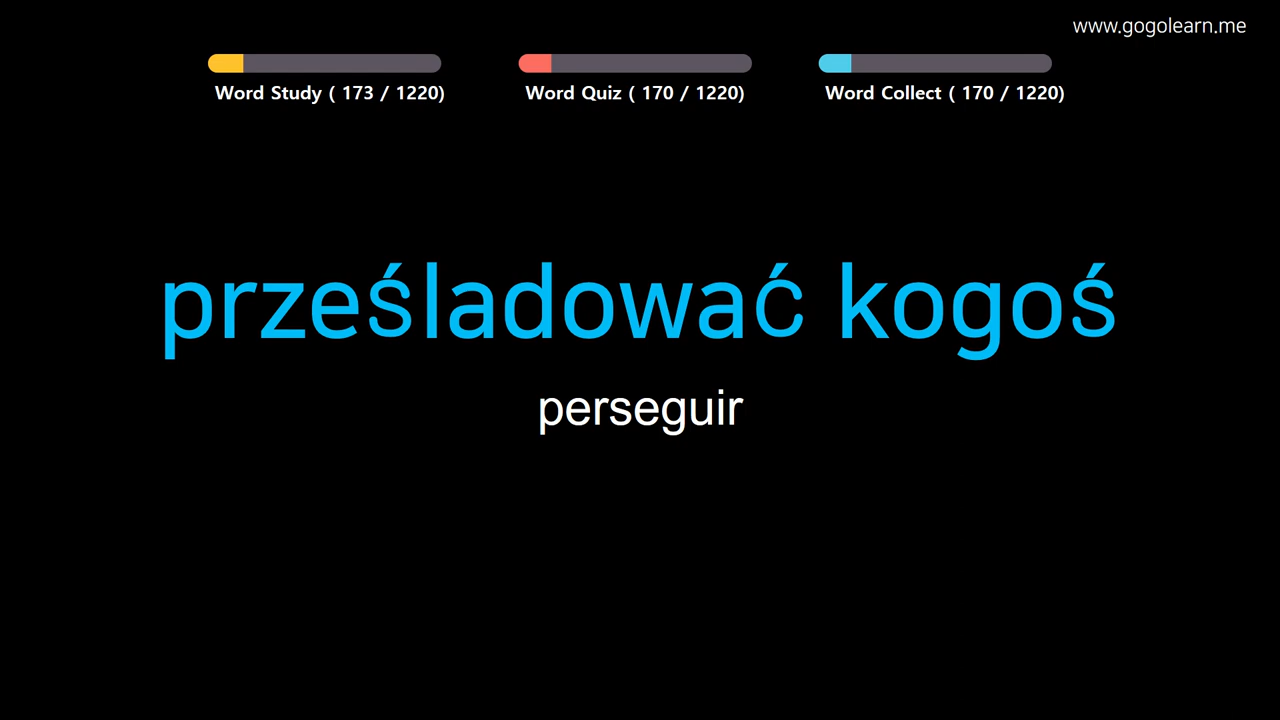 www.gogolearn.me
Word Study ( 173 / 1220)
Word Quiz ( 170 / 1220)
Word Collect ( 170 / 1220)
prześladować kogoś
perseguir